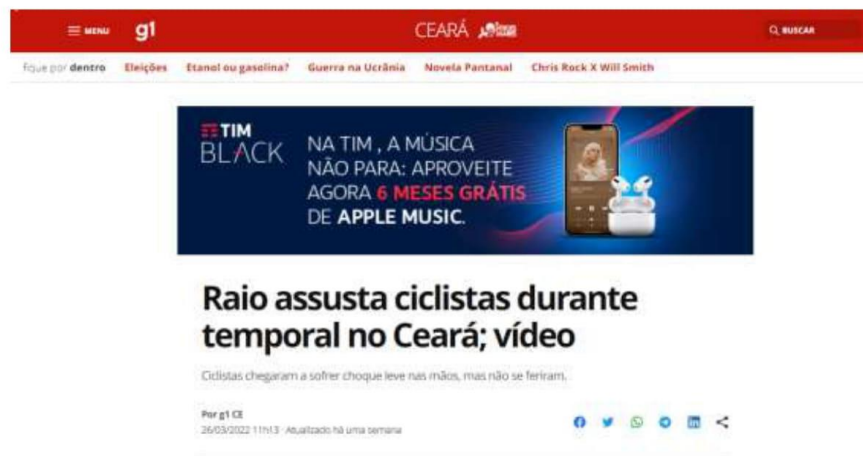 MENU
g1
CEARÁ
BUSCAR
fique por dentro Eleições Etanol ou gasolina? Guerra na Ucrânia Novela Pantanal Chris Rock X Will Smith
TIM
BLACK
NA TIM , A MÚSICA
NÃO PARA: APROVEITE
AGORA 6 MESES GRÁTIS
DE APPLE MUSIC.
Raio assusta ciclistas durante
temporal no Ceará; vídeo
Ciclistas chegaram a sofrer choque leve nas mãos, mas não se feriram.
Por g1 CE
26/03/2022 11h13 · Atualizado há uma semana